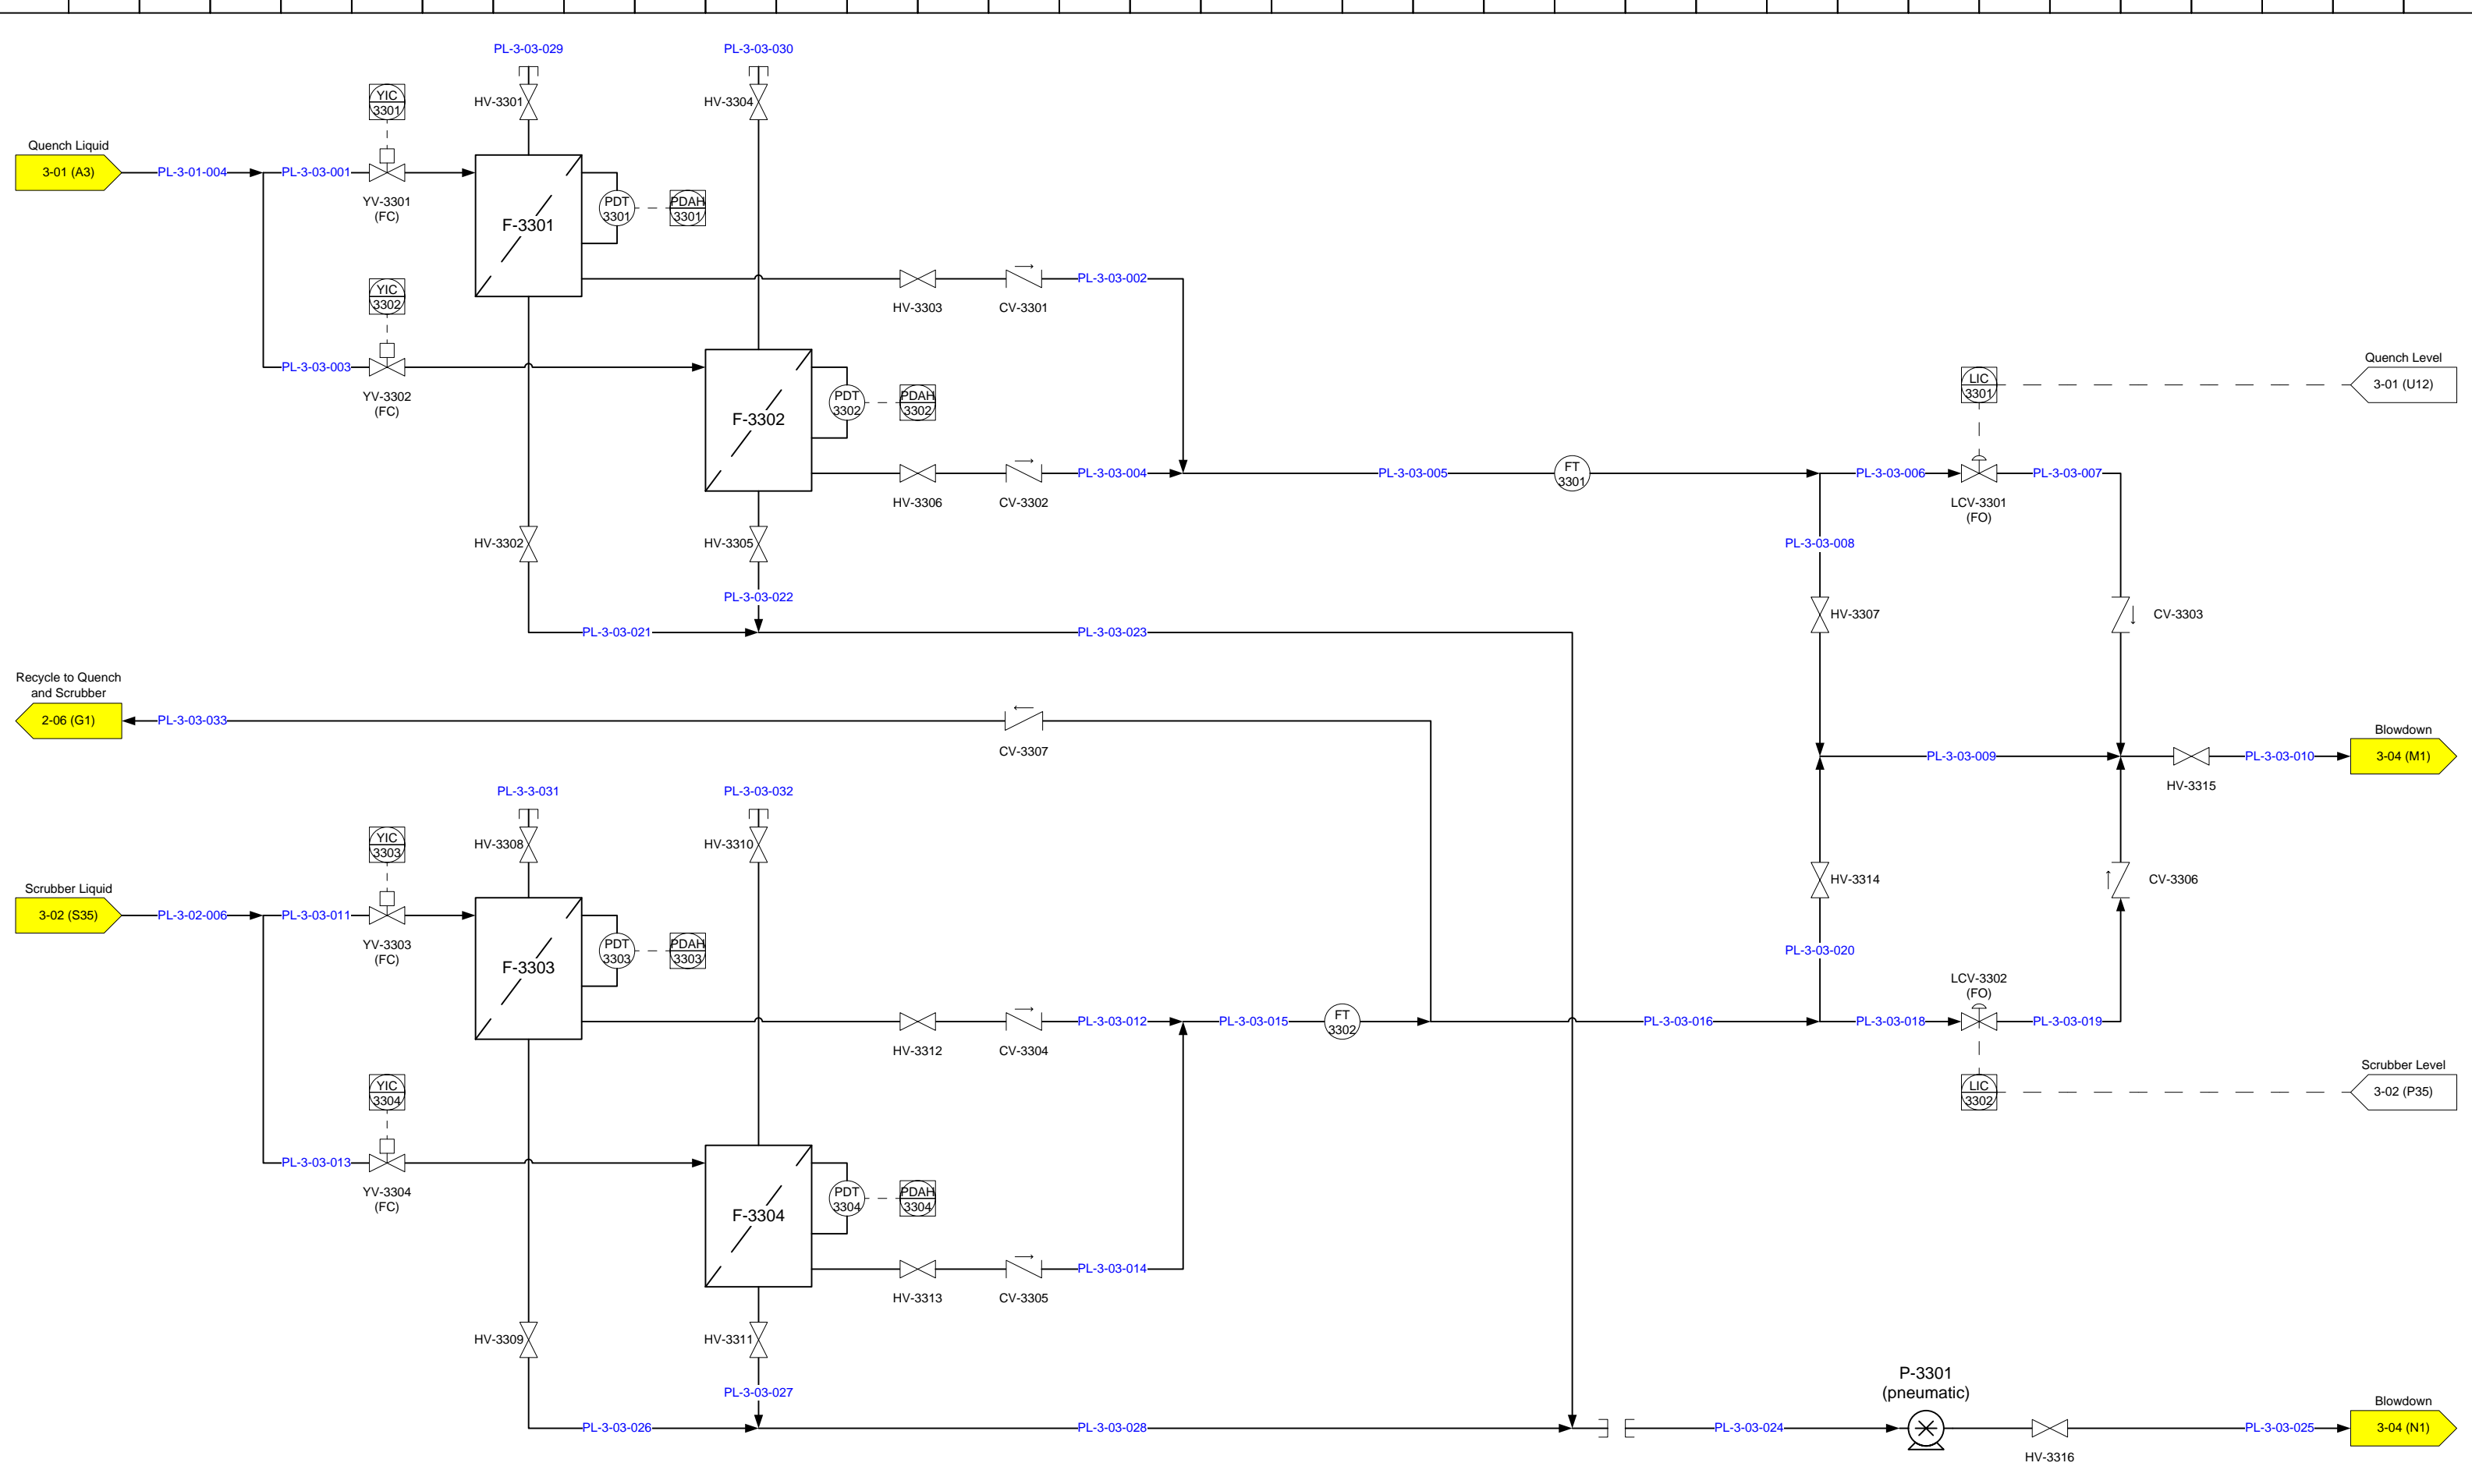 PL-3-03-029
PL-3-03-030
YIC
3301
HV-3301
HV-3304
Quench Liquid
3-01 (A3)
PL-3-01-004
PL-3-03-001
YV-3301
(FC)
F-3301
PDT
3301
PDAH
3301
YIC
3302
PL-3-03-002
HV-3303
CV-3301
PL-3-03-003
YV-3302
(FC)
F-3302
PDT
3302
PDAH
3302
Quench Level
3-01 (U12)
LIC
3301
HV-3306
CV-3302
PL-3-03-004
PL-3-03-005
FT
3301
PL-3-03-006
LCV-3301
(FO)
PL-3-03-007
HV-3302
HV-3305
PL-3-03-008
PL-3-03-022
HV-3307
CV-3303
PL-3-03-021
PL-3-03-023
Recycle to Quench
and Scrubber
2-06 (G1)
PL-3-03-033
CV-3307
PL-3-03-009
HV-3315
PL-3-03-010
Blowdown
3-04 (M1)
PL-3-3-031
PL-3-03-032
YIC
3303
HV-3308
HV-3310
Scrubber Liquid
3-02 (S35)
PL-3-02-006
PL-3-03-011
YV-3303
(FC)
F-3303
PDT
3303
PDAH
3303
HV-3314
CV-3306
PL-3-03-020
HV-3312
CV-3304
PL-3-03-012
PL-3-03-015
FT
3302
PL-3-03-016
PL-3-03-018
LCV-3302
(FO)
PL-3-03-019
YIC
3304
LIC
3302
Scrubber Level
3-02 (P35)
PL-3-03-013
YV-3304
(FC)
F-3304
PDT
3304
PDAH
3304
HV-3313
CV-3305
PL-3-03-014
HV-3309
HV-3311
PL-3-03-027
PL-3-03-026
PL-3-03-028
PL-3-03-024
P-3301
(pneumatic)
HV-3316
PL-3-03-025
Blowdown
3-04 (N1)